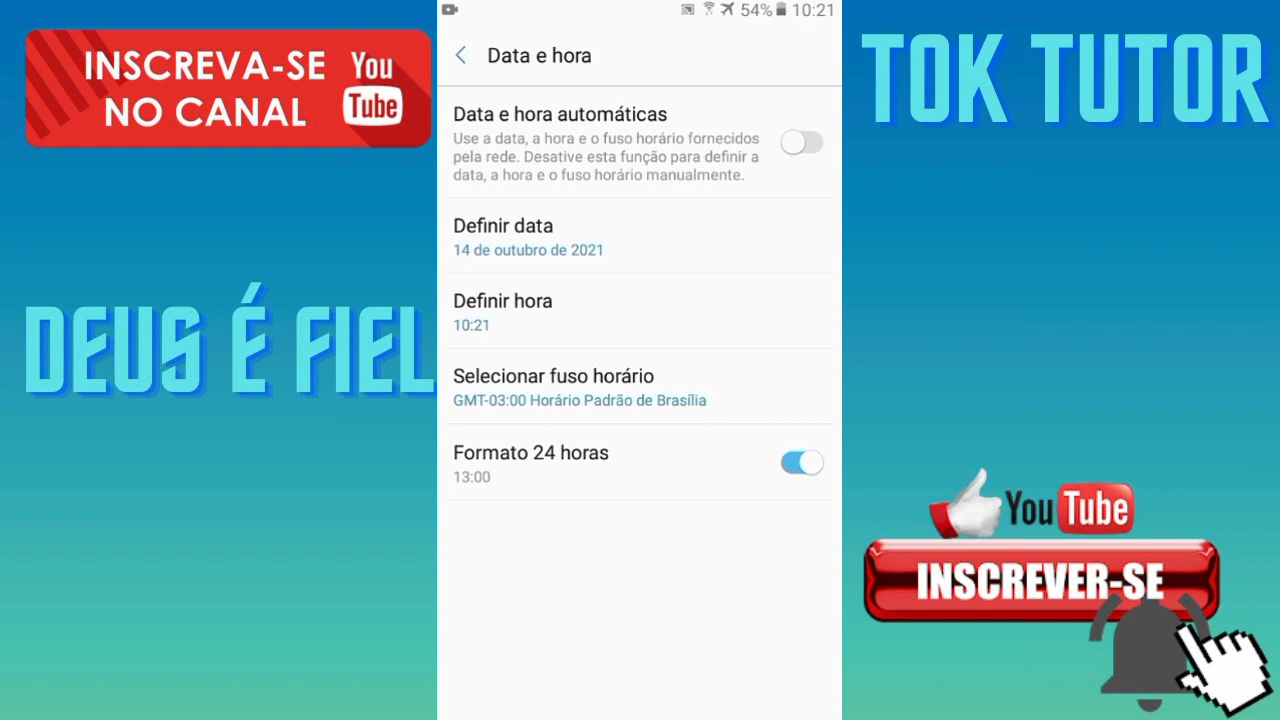 INSCREVA-SE
NO CANAL
You
Tube
DEUS É FIEL
54% 10:21
Data e hora
Data e hora automáticas
Use a data, a hora e o fuso horário fornecidos
pela rede. Desative esta função para definir a
data, a hora e o fuso horário manualmente.
Definir data
14 de outubro de 2021
Definir hora
10:21
Selecionar fuso horário
GMT-03:00 Horário Padrão de Brasília
Formato 24 horas
13:00
TOK TUTOR
YouTube
INSCREVER-SE